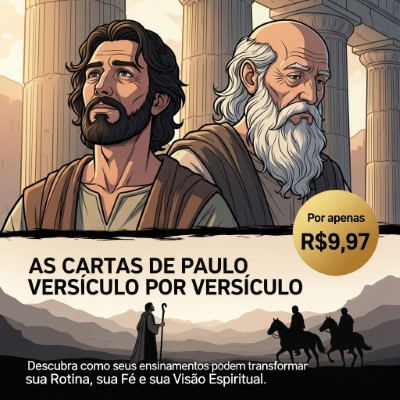 Por apenas
R$9,97
AS CARTAS DE PAULO
VERSÍCULO POR VERSÍCULO
Descubra como seus ensinamentos podem transformar
sua Rotina, sua Fé e sua Visão Espiritual.